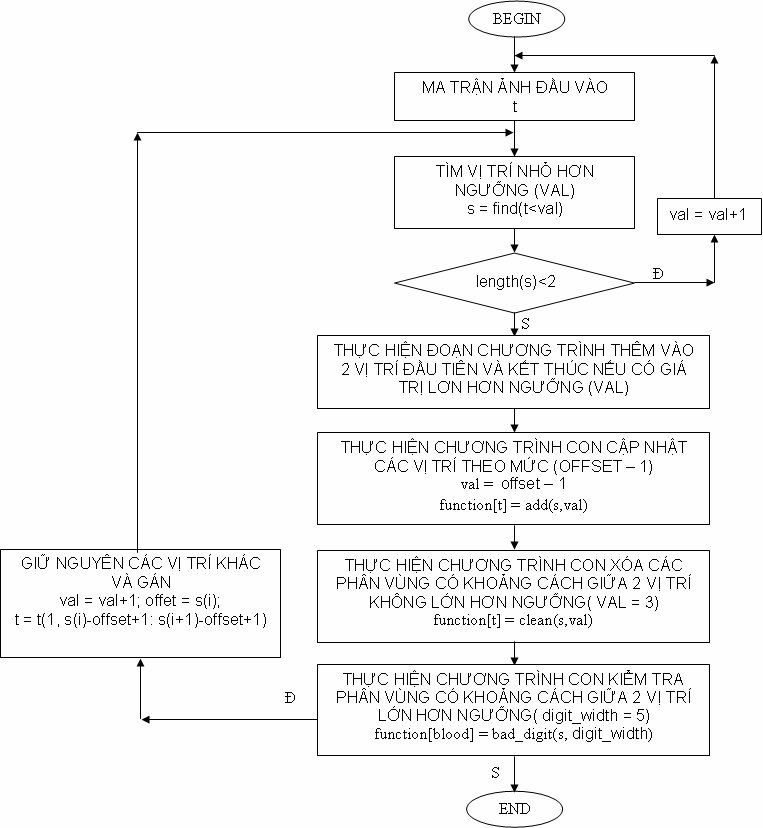 BEGIN
MA TRẬN ẢNH ĐẦU VÀO
t
TÌM VỊ TRÍ NHỎ HƠN
NGƯỠNG (VAL)
s = find(t<val)
val = val+1
length(s)<2
Đ
S
THỰC HIỆN ĐOẠN CHƯƠNG TRÌNH THÊM VÀO
2 VỊ TRÍ ĐẦU TIÊN VÀ KẾT THÚC NẾU CÓ GIÁ
TRỊ LƠN HƠN NGƯỠNG (VAL)
THỰC HIỆN CHƯƠNG TRÌNH CON CẬP NHẬT
CÁC VỊ TRÍ THEO MỨC (OFFSET – 1)
val = offset – 1
function[t] = add(s,val)
THỰC HIỆN CHƯƠNG TRÌNH CON XÓA CÁC
PHÂN VÙNG CÓ KHOẢNG CÁCH GIỮA 2 VỊ TRÍ
KHÔNG LỚN HƠN NGƯỠNG( VAL = 3)
function[t] = clean(s,val)
GIỮ NGUYÊN CÁC VỊ TRÍ KHÁC
VÀ GÁN
val = val+1; offet = s(i);
t = t(1, s(i)-offset+1: s(i+1)-offset+1)
THỰC HIỆN CHƯƠNG TRÌNH CON KIỂM TRA
PHÂN VÙNG CÓ KHOẢNG CÁCH GIỮA 2 VỊ TRÍ
LỚN HƠN NGƯỠNG( digit_width = 5)
function[blood] = bad_digit(s, digit_width)
Đ
S
END